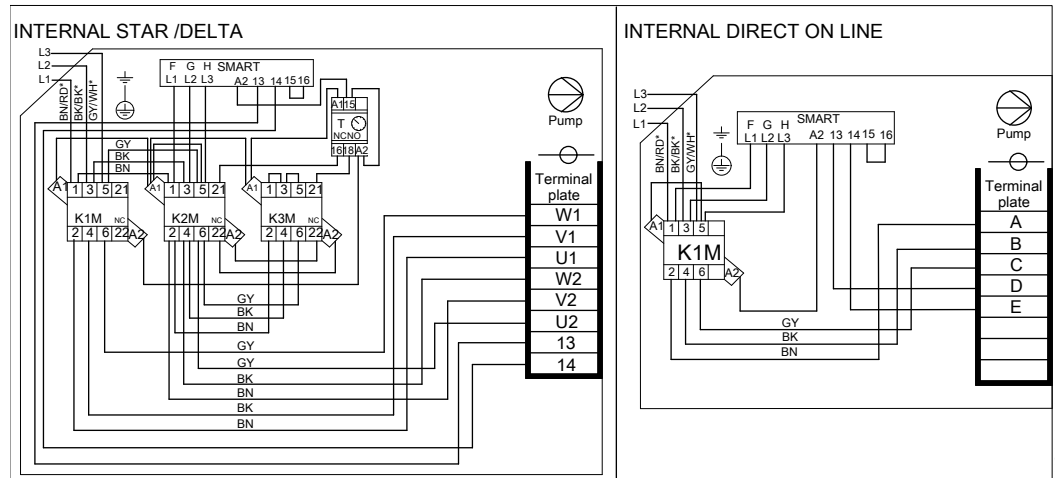 INTERNAL STAR /DELTA
L3
L2
L1
BN/RD*
BK/BK*
GY/WH*
F G H SMART
L1 L2 L3 A2 13 14 15 16
A1 15
T
NCNO
16 18 A2
GY
BK
BN
A1 1 3 5 21
K1M NC
2 4 6 22 A2
A1 1 3 5 21
K2M NC
2 4 6 22 A2
A1 1 3 5 21
K3M NC
2 4 6 22 A2
GY
BK
BN
GY
GY
BK
BN
BK
BN
Pump
Terminal
plate
W1
V1
U1
W2
V2
U2
13
14
INTERNAL DIRECT ON LINE
L3
L2
L1
BN/RD*
BK/BK*
GY/WH*
SMART
F G H
L1 L2 L3 A2 13 14 15 16
A1 1 3 5
K1M
2 4 6 A2
GY
BK
BN
Pump
Terminal
plate
A
B
C
D
E